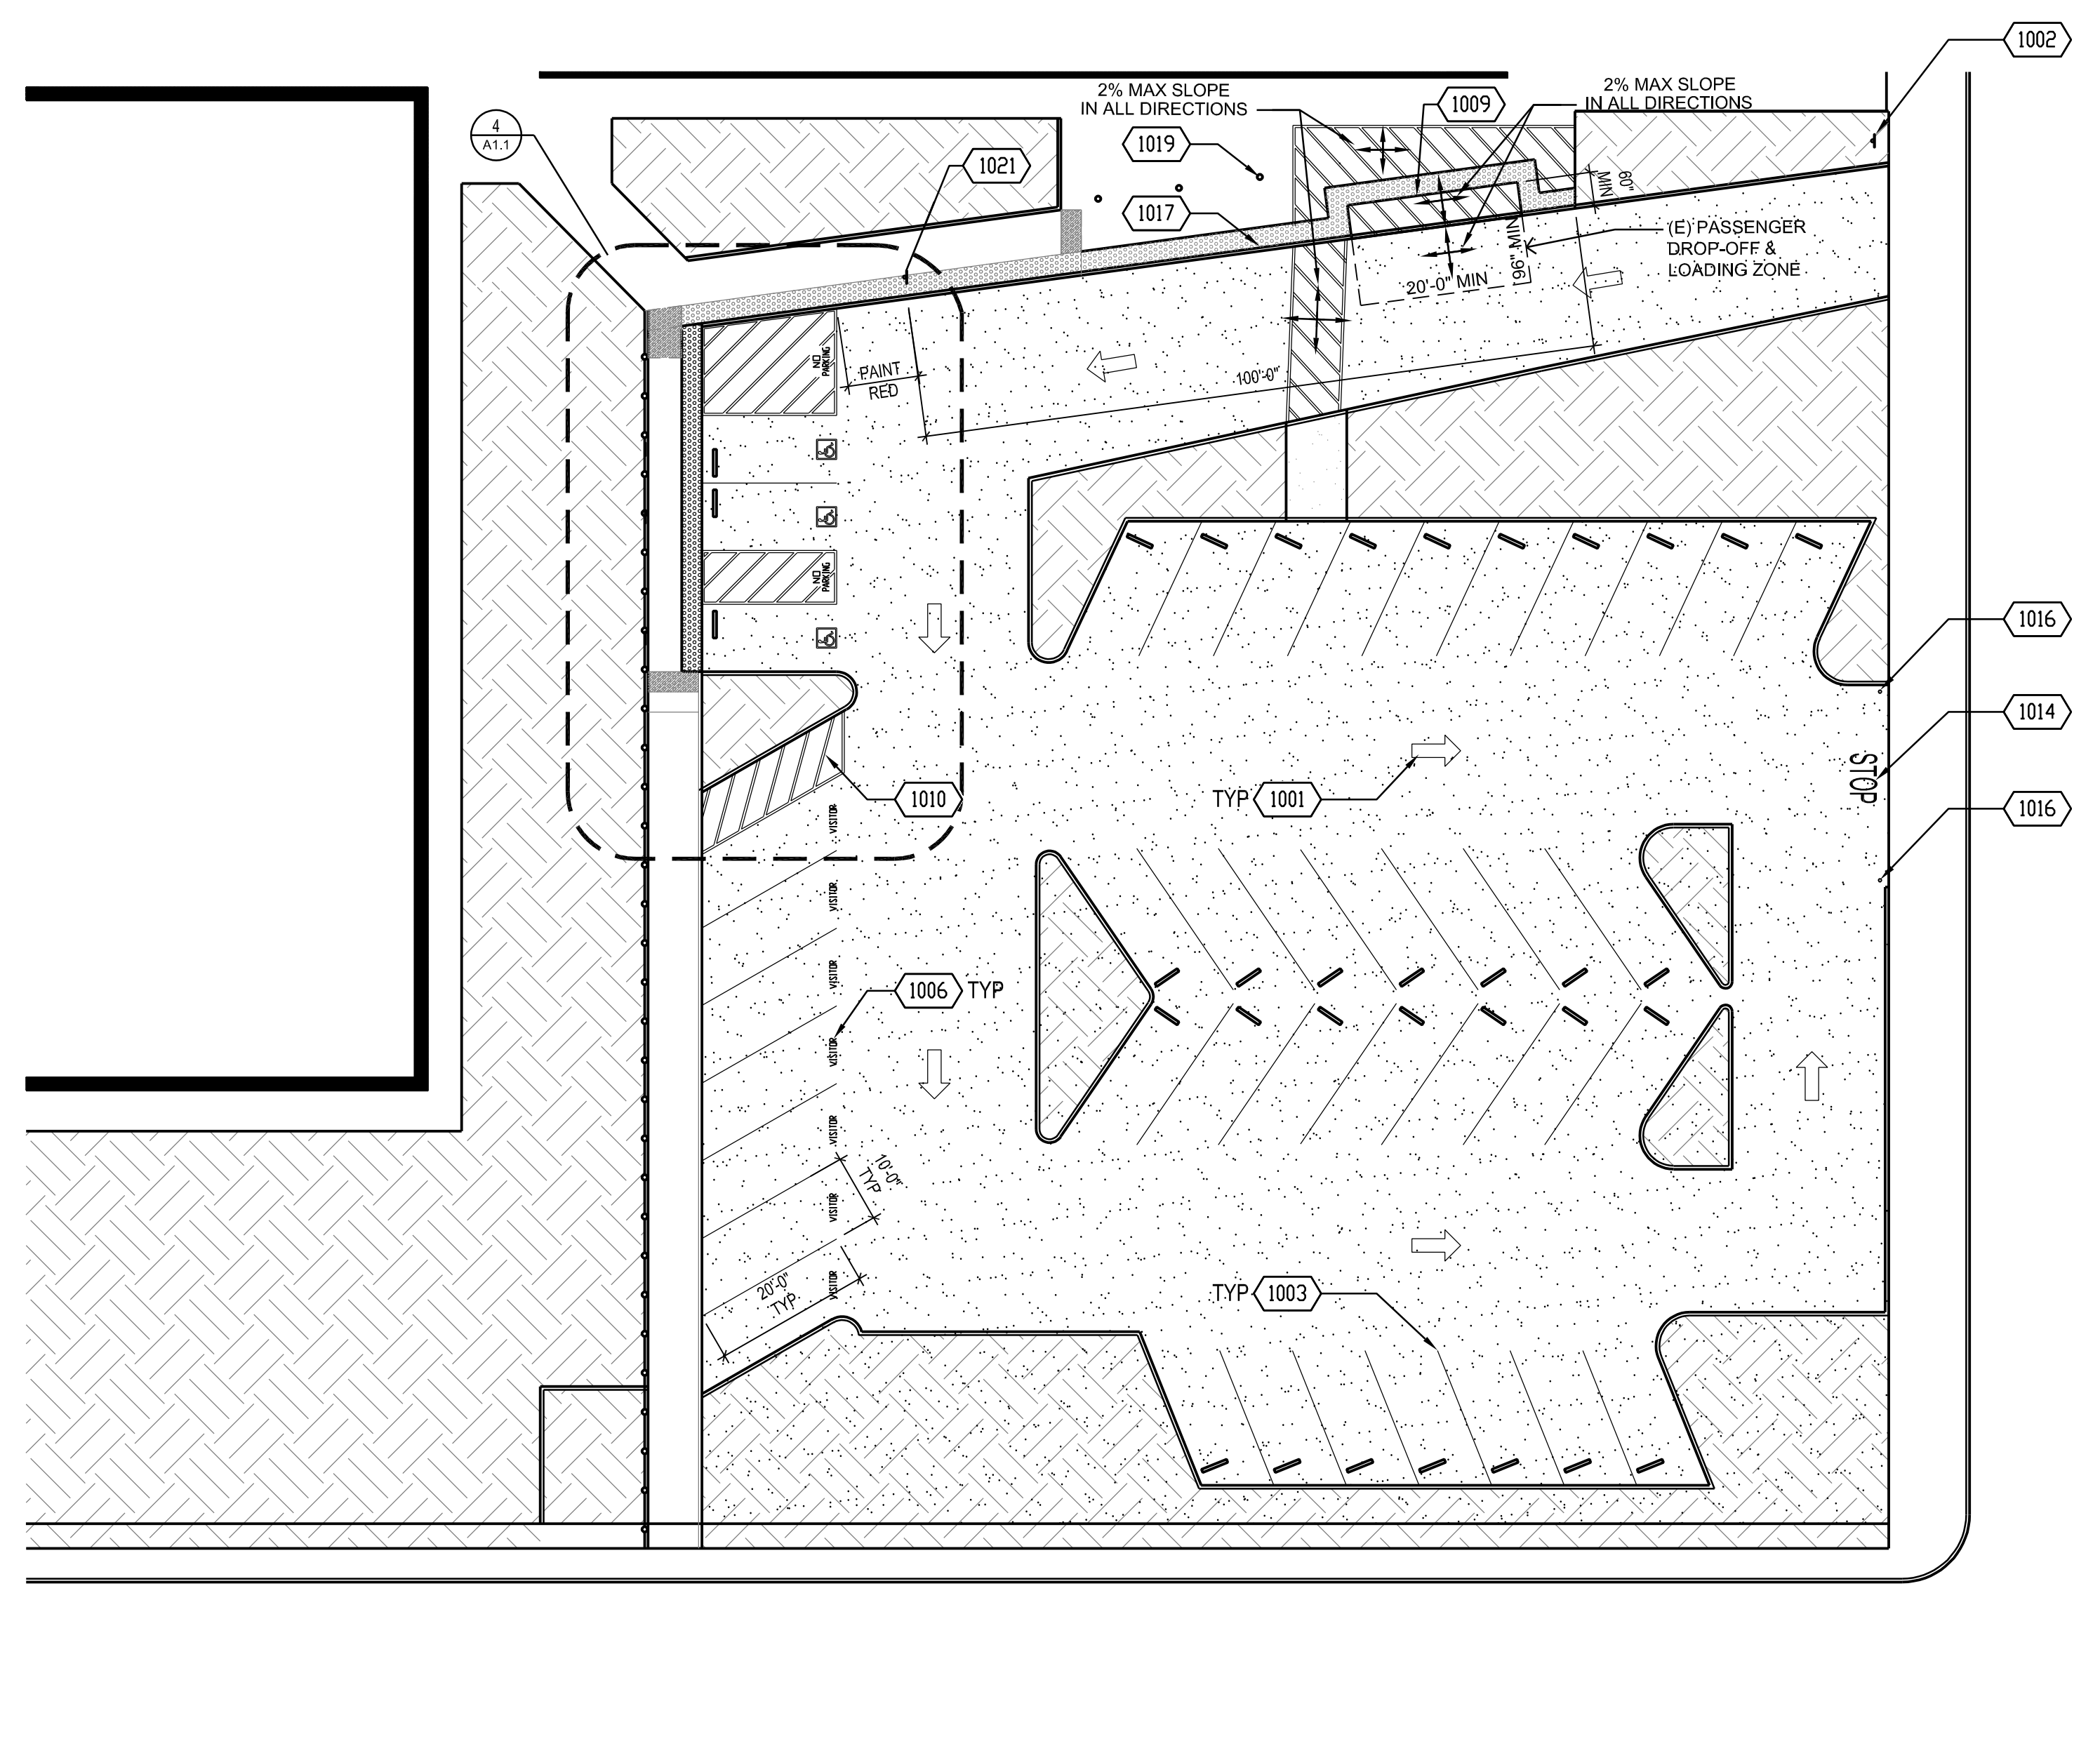 1002
2% MAX SLOPE
IN ALL DIRECTIONS
1009
2% MAX SLOPE
IN ALL DIRECTIONS
4
A1.1
1019
1021
1017
60"
MIN
(E) PASSENGER
DROP-OFF &
LOADING ZONE
96" MIN
20'-0" MIN
NO
PARKING
PAINT
RED
100'-0"
NO
PARKING
1016
1014
STOP
1010
TYP 1001
1016
VISITOR
VISITOR
VISITOR
1006 TYP
VISITOR
VISITOR
10'-0"
TYP
VISITOR
VISITOR
20'-0"
TYP
TYP 1003